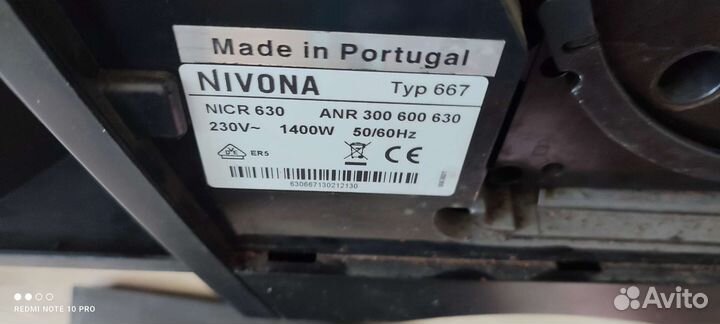 Made in Portugal
NIVONA Typ 667
NICR 630 ANR 300 600 630
230V~ 1400W 50/60Hz
ER5
CE
630667130212130
REDMI NOTE 10 PRO
Avito